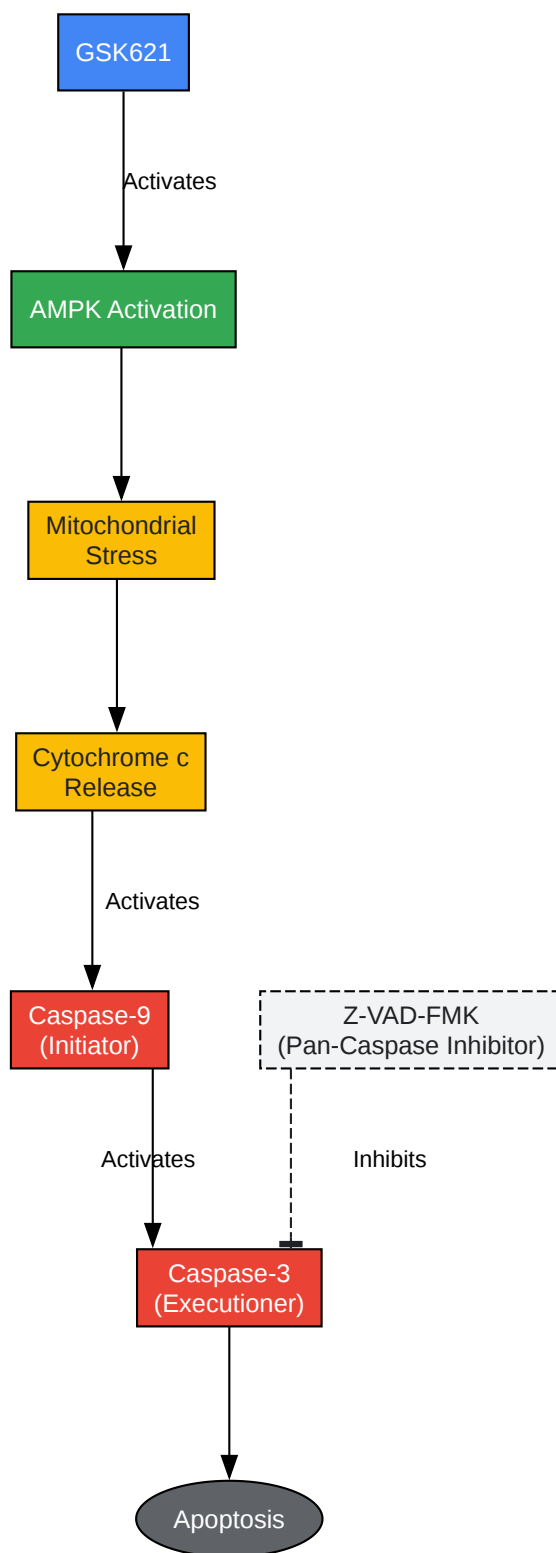 GSK621
Activates
AMPK Activation
Mitochondrial
Stress
Cytochrome c
Release
Activates
Caspase-9
(Initiator)
Z-VAD-FMK
(Pan-Caspase Inhibitor)
Activates
Inhibits
Caspase-3
(Executioner)
Apoptosis